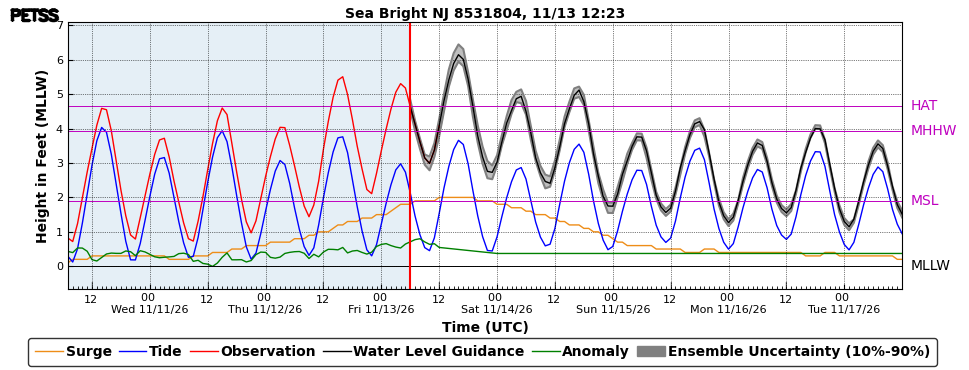 PETSS
Sea Bright NJ 8531804, 11/13 12:23
Height in Feet (MLLW)
7
6
5
4
3
2
1
0
HAT
MHHW
MSL
MLLW
12 00 12 00 12 00 12 00 12 00 12 00 12 00
Wed 11/11/26 Thu 11/12/26 Fri 11/13/26 Sat 11/14/26 Sun 11/15/26 Mon 11/16/26 Tue 11/17/26
Time (UTC)
Surge Tide Observation Water Level Guidance Anomaly Ensemble Uncertainty (10%-90%)